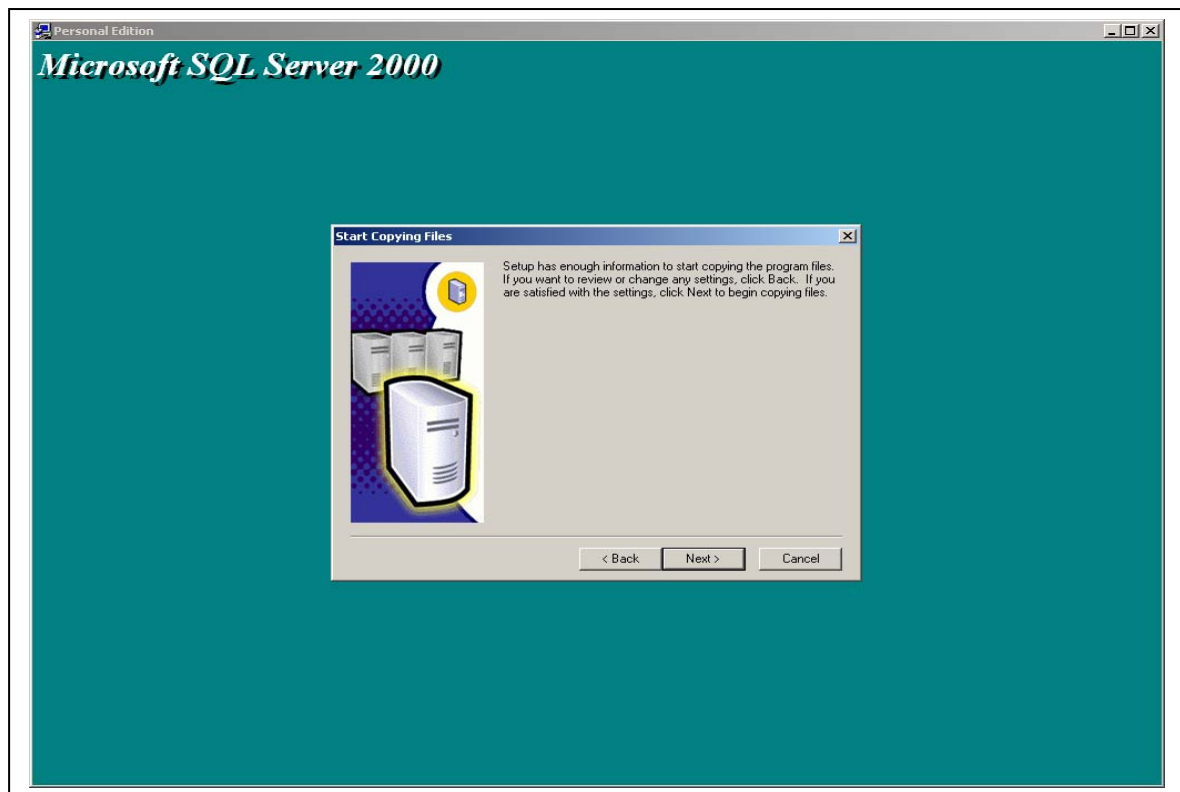 Personal Edition
Microsoft SQL Server 2000
Start Copying Files
Setup has enough information to start copying the program files.
If you want to review or change any settings, click Back. If you
are satisfied with the settings, click Next to begin copying files.
< Back Next > Cancel